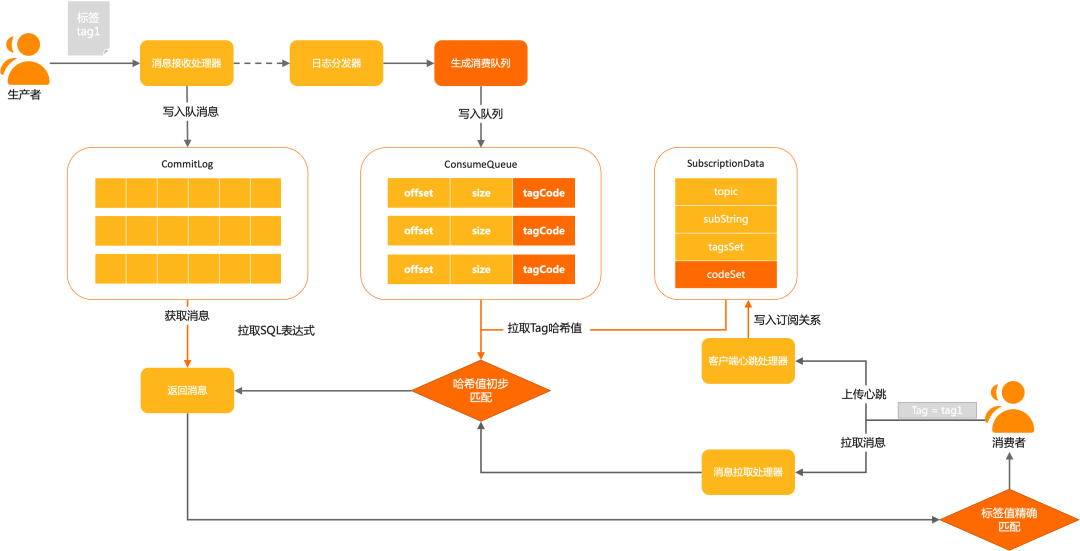 标签
tag1
生产者
消息接收处理器
日志分发器
生成消费队列
写入队消息
写入队列
CommitLog
ConsumeQueue
offset size tagCode
offset size tagCode
offset size tagCode
SubscriptionData
topic
subString
tagsSet
codeSet
获取消息
拉取SQL表达式
拉取Tag哈希值
写入订阅关系
返回消息
哈希值初步
匹配
客户端心跳处理器
上传心跳
Tag = tag1
拉取消息
消费者
消息拉取处理器
标签值精确
匹配